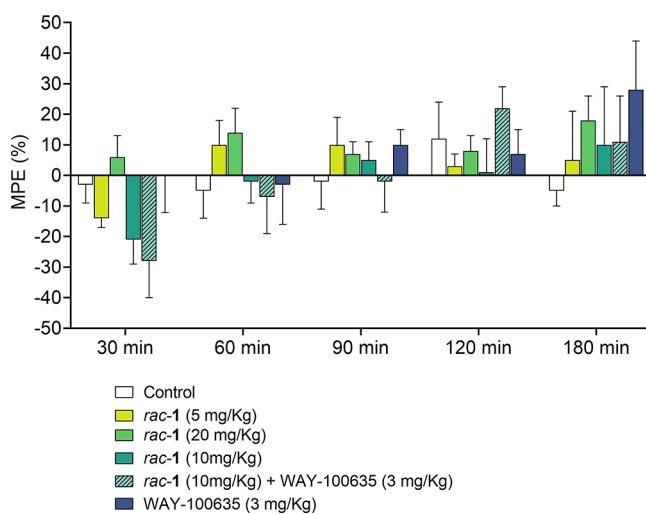 50
40
30
20
10
0
-10
-20
-30
-40
-50
MPE (%)
30 min 60 min 90 min 120 min 180 min
Control
rac-1 (5 mg/Kg)
rac-1 (20 mg/Kg)
rac-1 (10mg/Kg)
rac-1 (10mg/Kg) + WAY-100635 (3 mg/Kg)
WAY-100635 (3 mg/Kg)